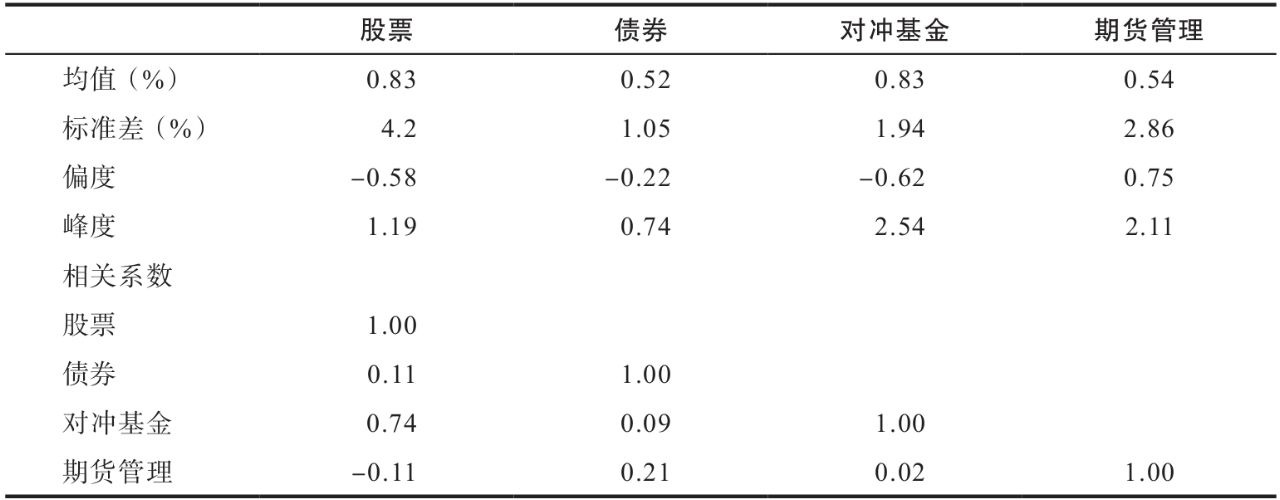 股票 债券 对冲基金 期货管理
均值(%) 0.83 0.52 0.83 0.54
标准差(%) 4.2 1.05 1.94 2.86
偏度 –0.58 –0.22 –0.62 0.75
峰度 1.19 0.74 2.54 2.11
相关系数
股票 1.00
债券 0.11 1.00
对冲基金 0.74 0.09 1.00
期货管理 -0.11 0.21 0.02 1.00